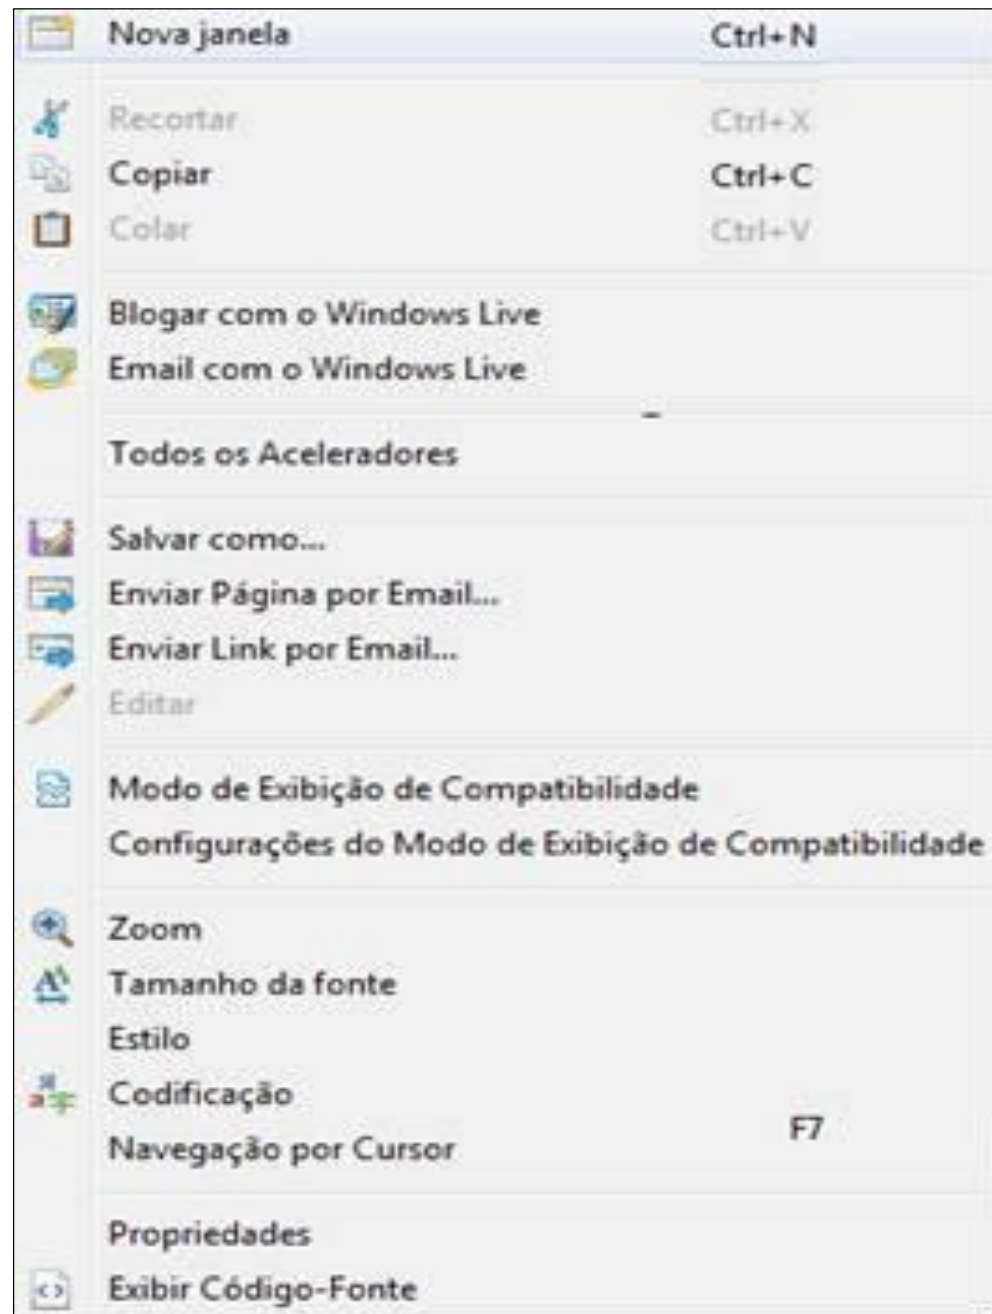 Nova janela Ctrl+N
Recortar Ctrl+X
Copiar Ctrl+C
Colar Ctrl+V
Blogar com o Windows Live
Email com o Windows Live
Todos os Aceleradores
Salvar como...
Enviar Página por Email...
Enviar Link por Email...
Editar
Modo de Exibição de Compatibilidade
Configurações do Modo de Exibição de Compatibilidade
Zoom
Tamanho da fonte
Estilo
Codificação
Navegação por Cursor F7
Propriedades
Exibir Código-Fonte